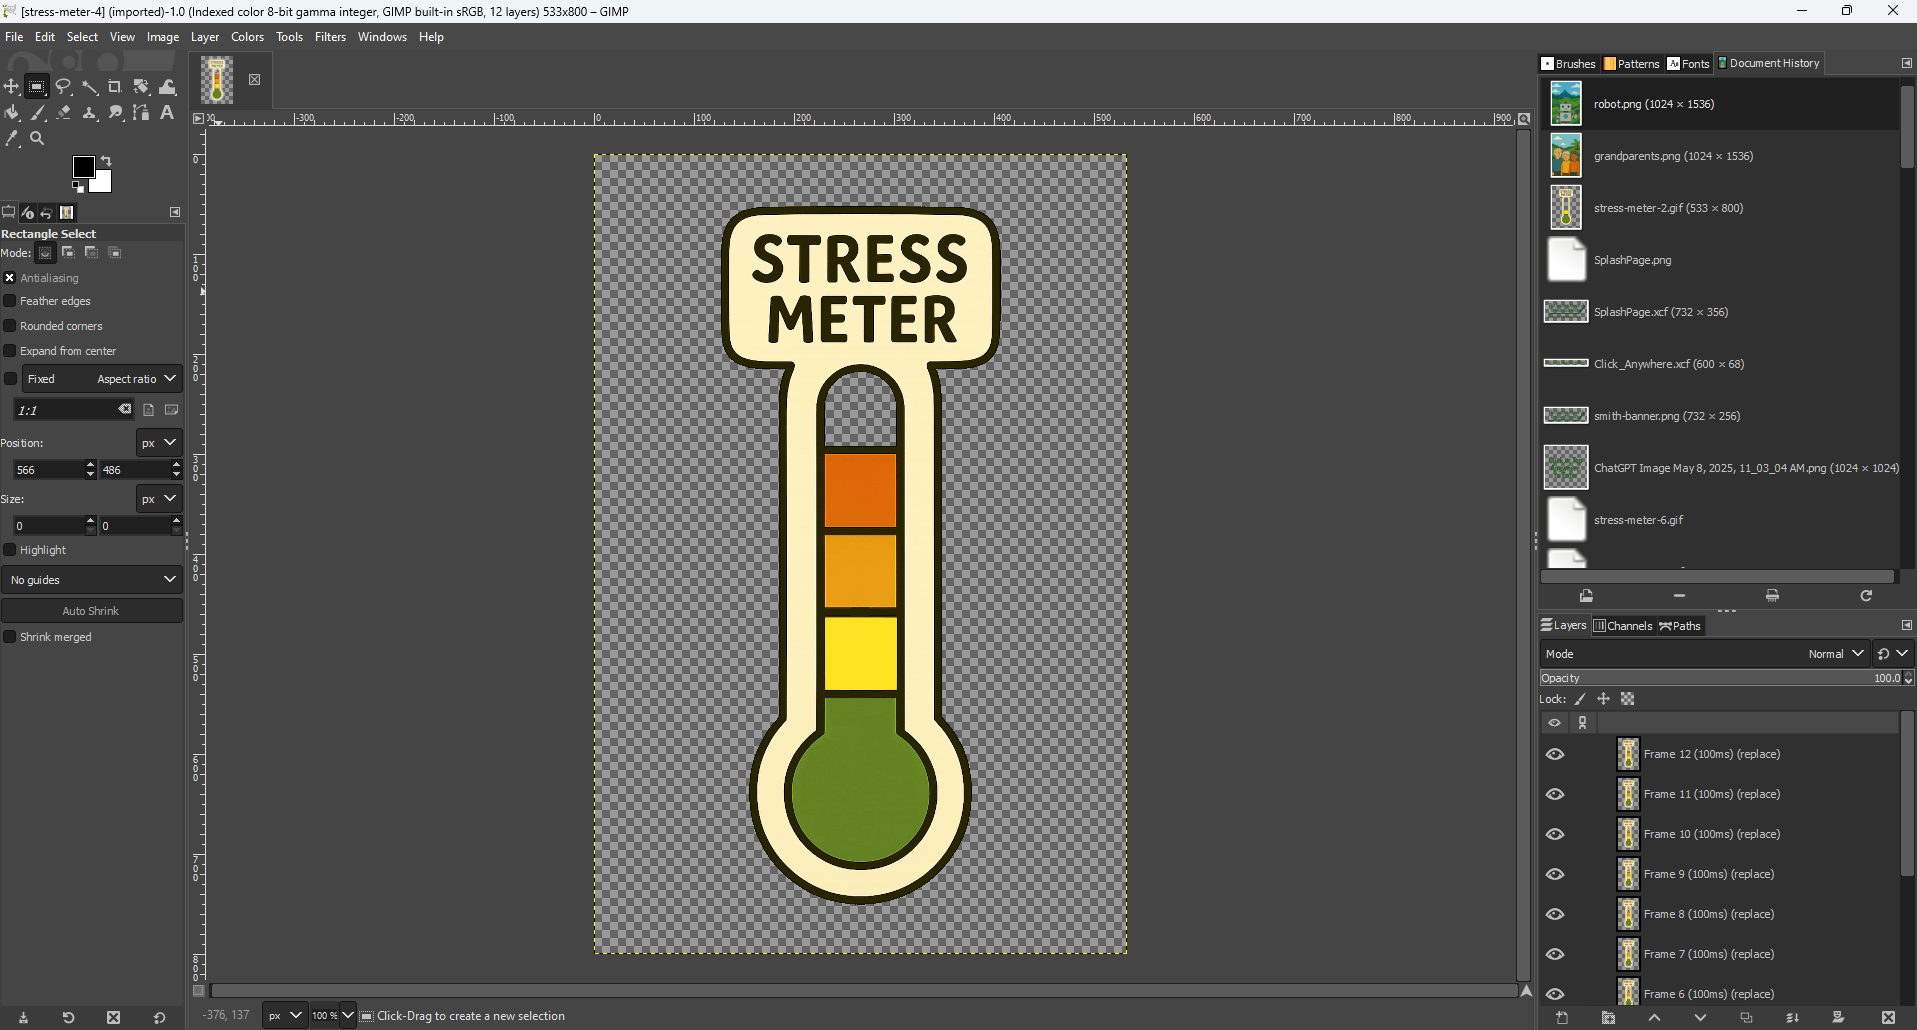 [stress-meter-4] (imported)-1.0 (Indexed color 8-bit gamma integer, GIMP built-in sRGB, 12 layers) 533x800 – GIMP
File Edit Select View Image Layer Colors Tools Filters Windows Help
Rectangle Select
Mode:
Antialiasing
Feather edges
Rounded corners
Expand from center
Fixed Aspect ratio
1:1
Position: px
566 486
Size: px
0 0
Highlight
No guides
Auto Shrink
Shrink merged
-300 -200 -100 0 100 200 300 400 500 600 700 800 900
0
100
200
300
400
500
600
700
800
STRESS
METER
-376, 137 px 100 % Click-Drag to create a new selection
Brushes Patterns Fonts Document History
robot.png (1024 × 1536)
grandparents.png (1024 × 1536)
stress-meter-2.gif (533 × 800)
SplashPage.png
SplashPage.xcf (732 × 356)
Click_Anywhere.xcf (600 × 68)
smith-banner.png (732 × 256)
ChatGPT Image May 8, 2025, 11_03_04 AM.png (1024 × 1024)
stress-meter-6.gif
Layers Channels Paths
Mode Normal
Opacity 100.0
Lock:
Frame 12 (100ms) (replace)
Frame 11 (100ms) (replace)
Frame 10 (100ms) (replace)
Frame 9 (100ms) (replace)
Frame 8 (100ms) (replace)
Frame 7 (100ms) (replace)
Frame 6 (100ms) (replace)